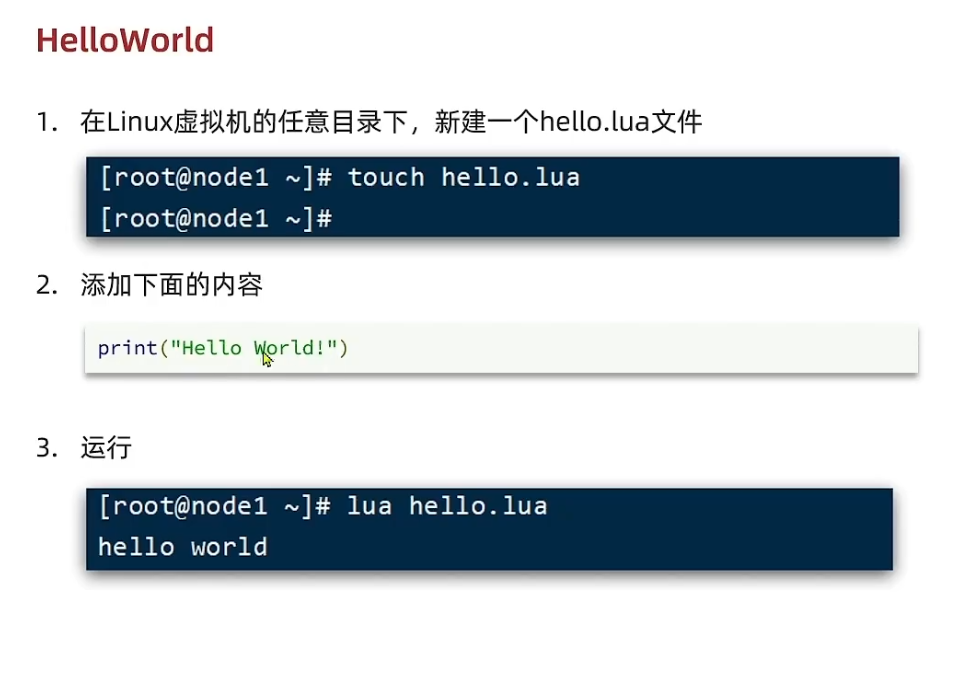 HelloWorld
1. 在Linux虚拟机的任意目录下，新建一个hello.lua文件
[root@node1 ~]# touch hello.lua
[root@node1 ~]#
2. 添加下面的内容
print("Hello World!")
3. 运行
[root@node1 ~]# lua hello.lua
hello world